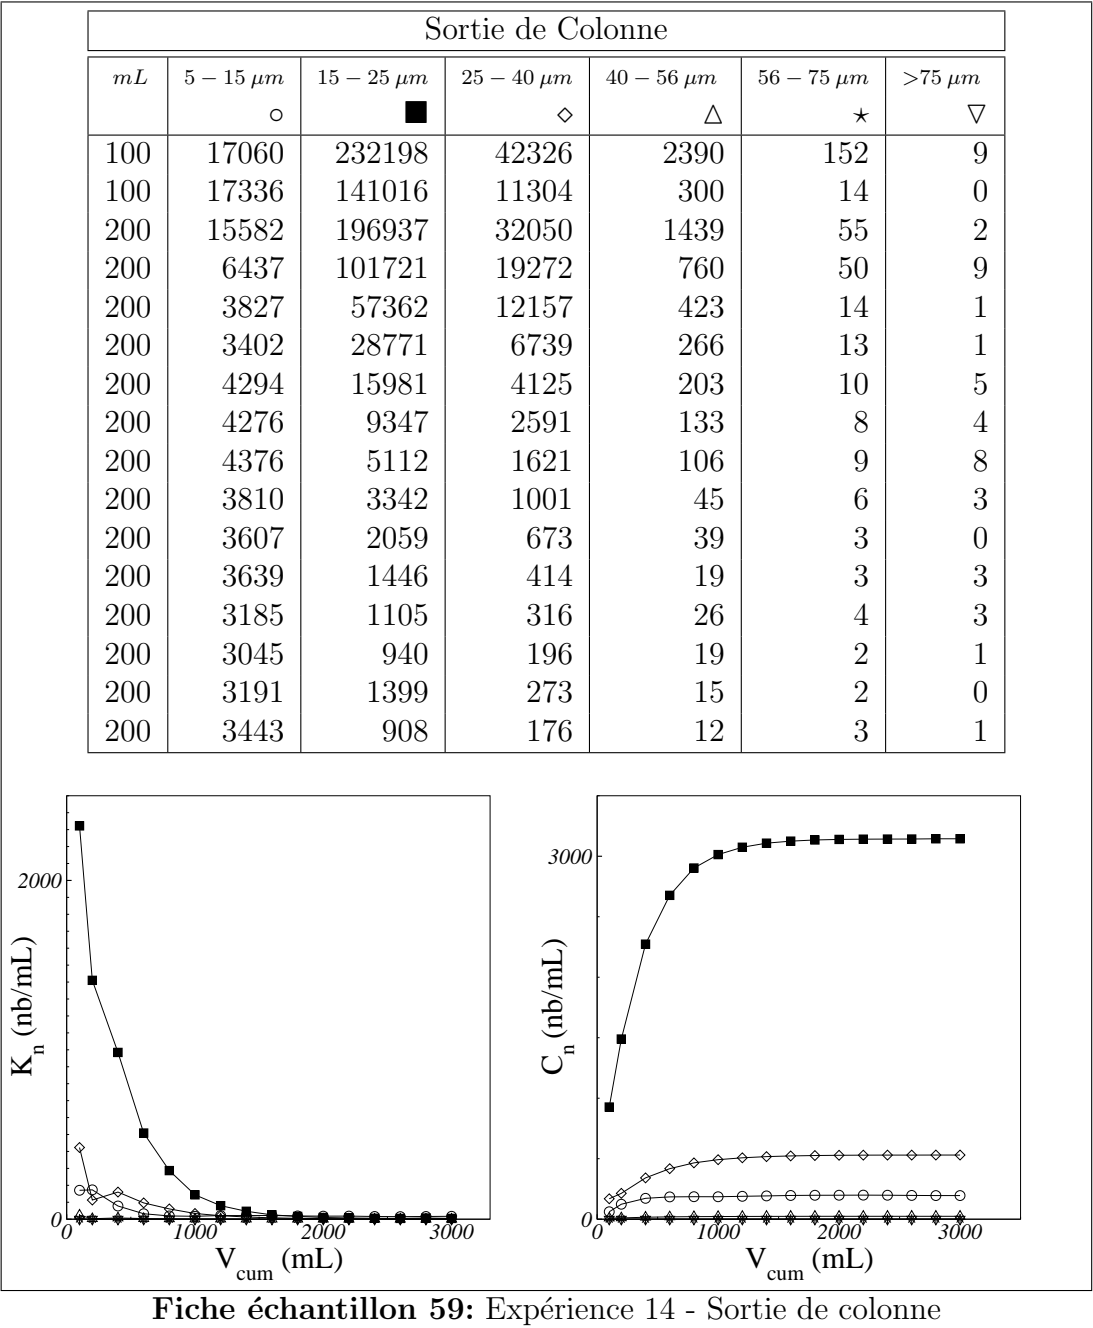 Sortie de Colonne
mL 5 – 15 μm 15 – 25 μm 25 – 40 μm 40 – 56 μm 56 – 75 μm >75 μm
○ ■ ◇ △ ⋆ ▽
100 17060 232198 42326 2390 152 9
100 17336 141016 11304 300 14 0
200 15582 196937 32050 1439 55 2
200 6437 101721 19272 760 50 9
200 3827 57362 12157 423 14 1
200 3402 28771 6739 266 13 1
200 4294 15981 4125 203 10 5
200 4276 9347 2591 133 8 4
200 4376 5112 1621 106 9 8
200 3810 3342 1001 45 6 3
200 3607 2059 673 39 3 0
200 3639 1446 414 19 3 3
200 3185 1105 316 26 4 3
200 3045 940 196 19 2 1
200 3191 1399 273 15 2 0
200 3443 908 176 12 3 1
2000
0
K_n (nb/mL)
0 1000 2000 3000
V_cum (mL)
3000
0
C_n (nb/mL)
0 1000 2000 3000
V_cum (mL)
Fiche échantillon 59: Expérience 14 - Sortie de colonne